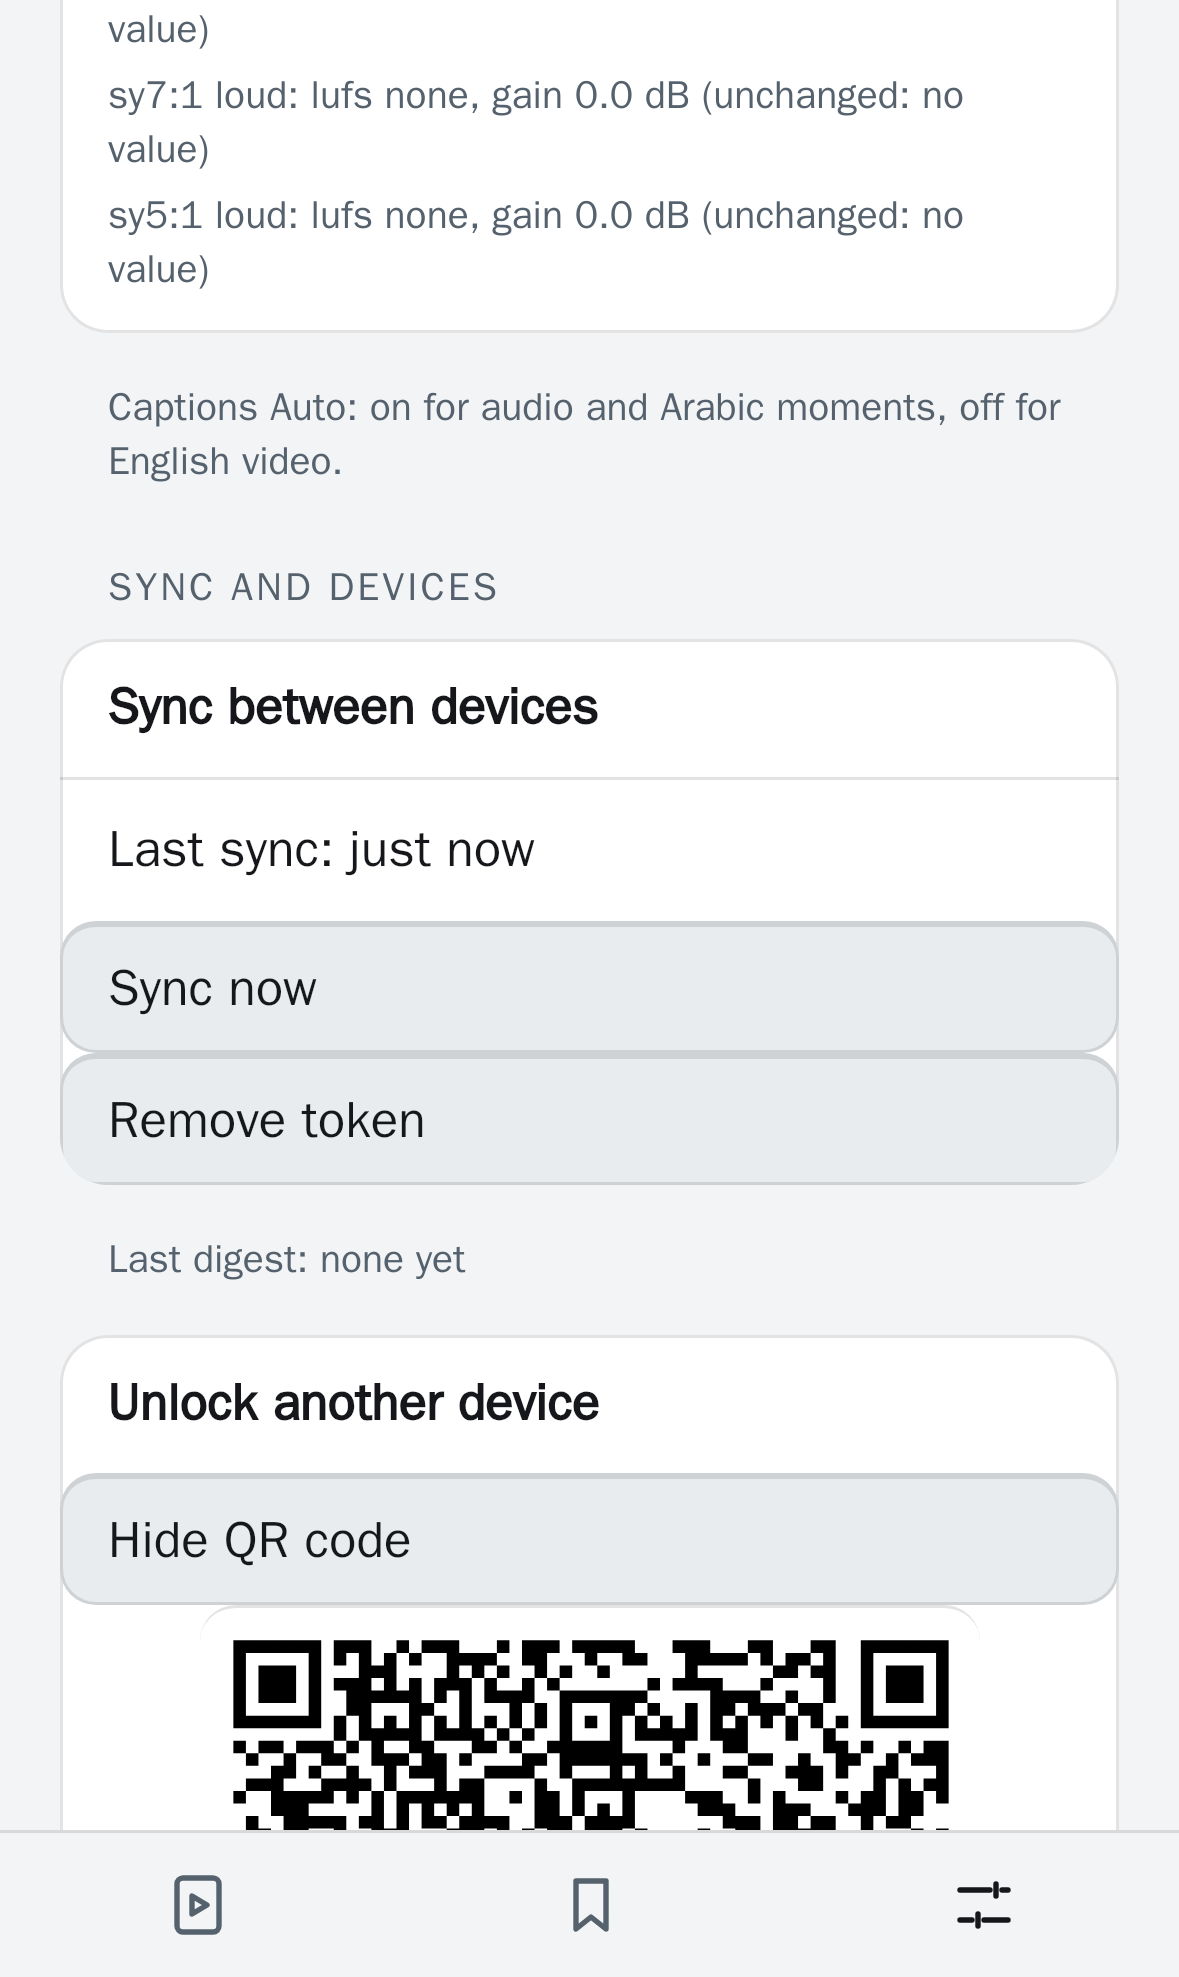 value)
sy7:1 loud: lufs none, gain 0.0 dB (unchanged: no
value)
sy5:1 loud: lufs none, gain 0.0 dB (unchanged: no
value)
Captions Auto: on for audio and Arabic moments, off for
English video.
SYNC AND DEVICES
Sync between devices
Last sync: just now
Sync now
Remove token
Last digest: none yet
Unlock another device
Hide QR code